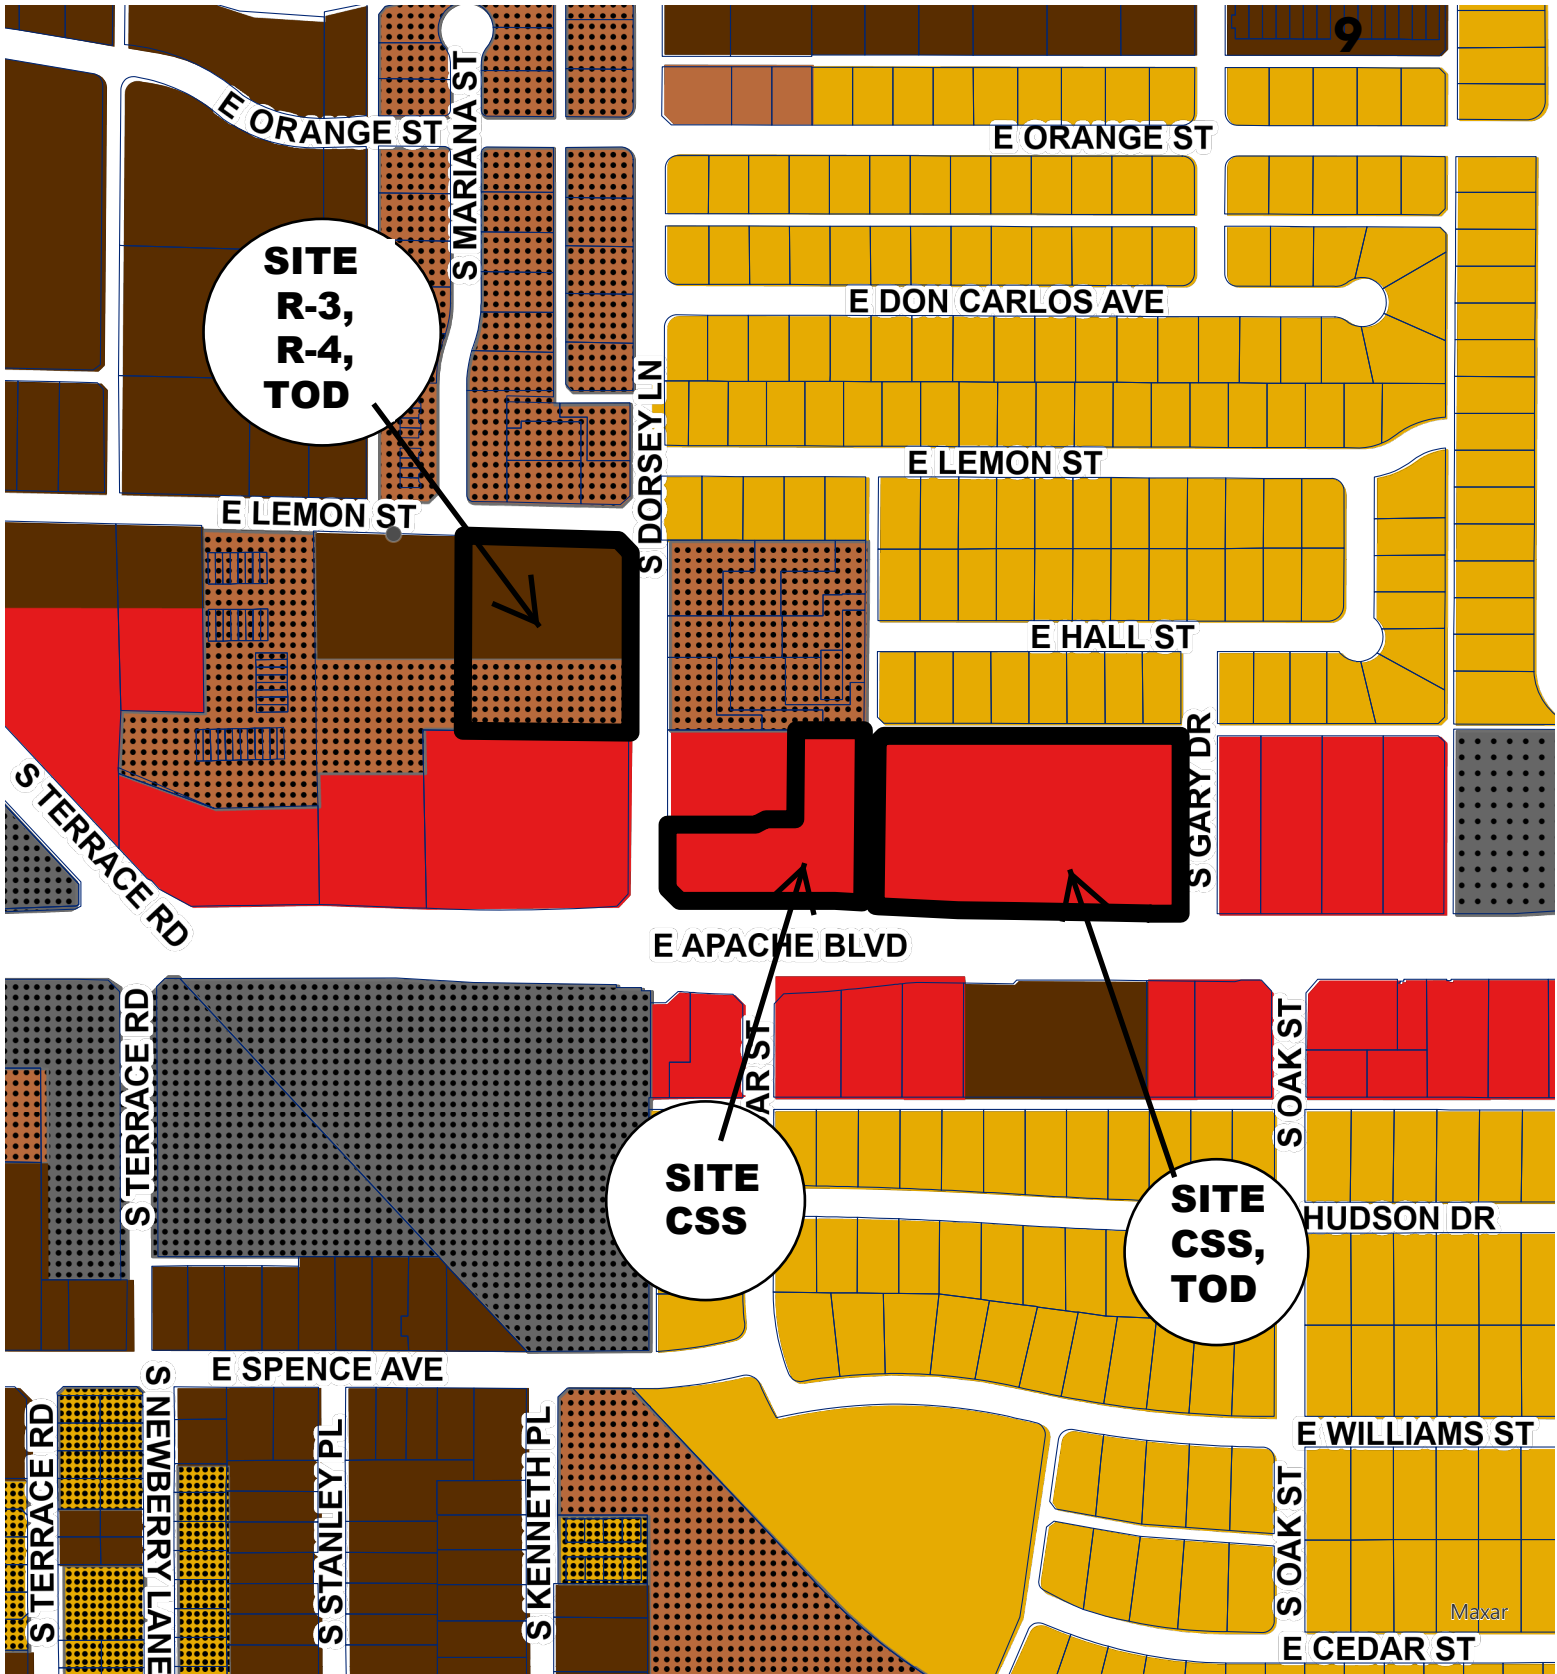 9
E ORANGE ST
S MARIANA ST
E ORANGE ST
SITE
R-3,
R-4,
TOD
E DON CARLOS AVE
S DORSEY LN
E LEMON ST
E LEMON ST
E HALL ST
S GARY DR
S TERRACE RD
E APACHE BLVD
S TERRACE RD
AR ST
S OAK ST
SITE
CSS
SITE
CSS,
TOD
HUDSON DR
E SPENCE AVE
S TERRACE RD
S NEWBERRY LANE
S STANLEY PL
S KENNETH PL
E WILLIAMS ST
S OAK ST
Maxar
E CEDAR ST